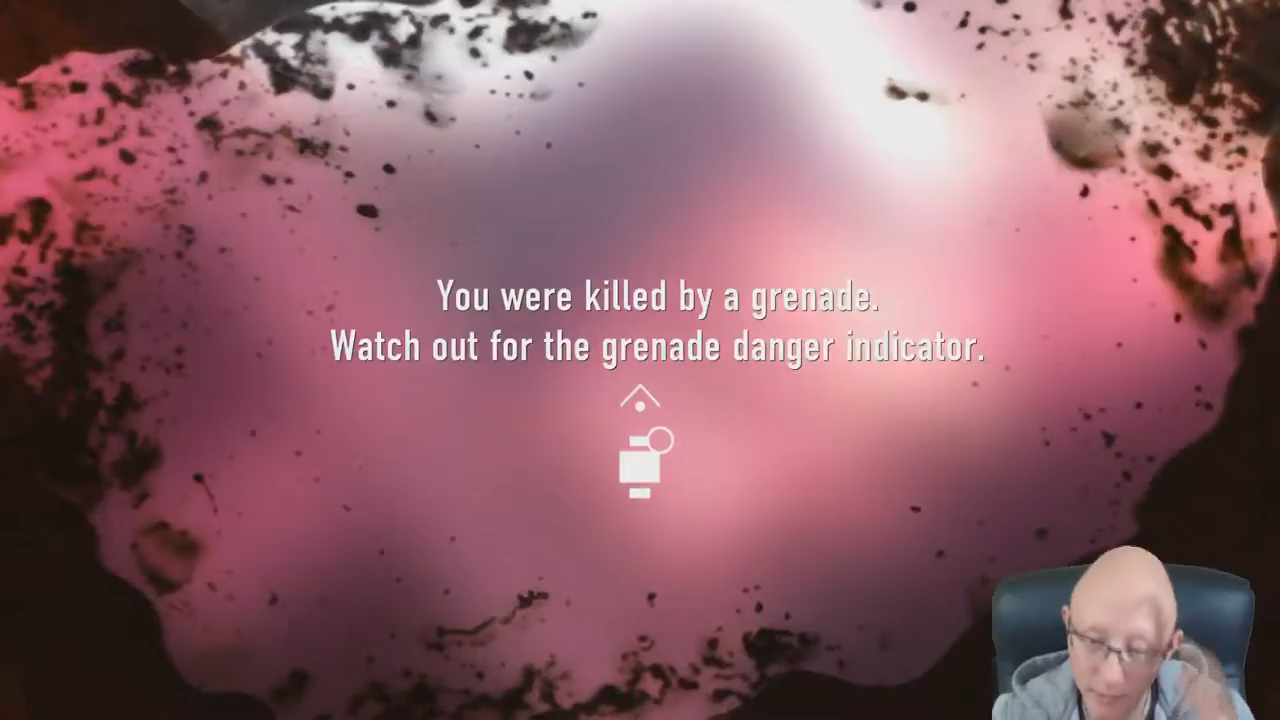 You were killed by a grenade.
Watch out for the grenade danger indicator.